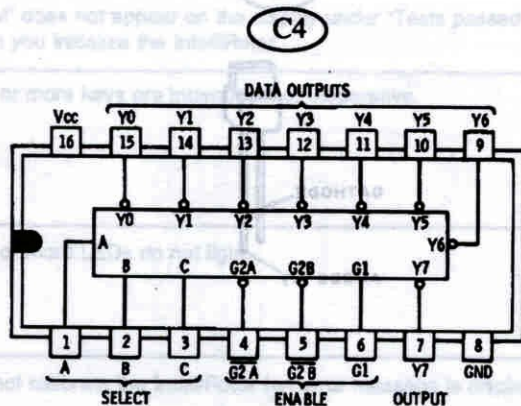 C4
DATA OUTPUTS
Vcc Y0 Y1 Y2 Y3 Y4 Y5 Y6
16 15 14 13 12 11 10 9
Y0 Y1 Y2 Y3 Y4 Y5
A Y6
B C G2A G2B G1 Y7
1 2 3 4 5 6 7 8
A B C G2A G2B G1 Y7 GND
SELECT ENABLE OUTPUT